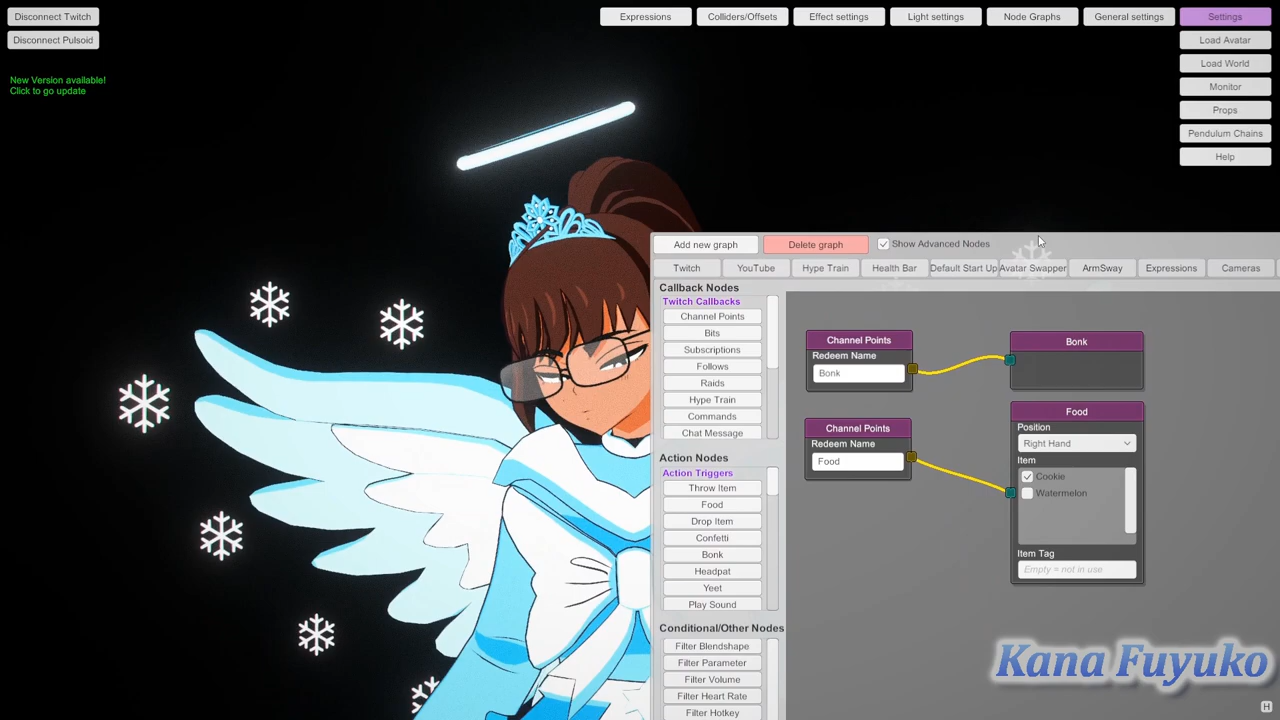 Disconnect Twitch
Disconnect Pulsoid
New Version available!
Click to go update
Expressions
Colliders/Offsets
Effect settings
Light settings
Node Graphs
General settings
Settings
Load Avatar
Load World
Monitor
Props
Pendulum Chains
Help
Add new graph
Delete graph
Show Advanced Nodes
Twitch
YouTube
Hype Train
Health Bar
Default Start Up
Avatar Swapper
ArmSway
Expressions
Cameras
Callback Nodes
Twitch Callbacks
Channel Points
Bits
Subscriptions
Follows
Raids
Hype Train
Commands
Chat Message
Action Nodes
Action Triggers
Throw Item
Food
Drop Item
Confetti
Bonk
Headpat
Yeet
Play Sound
Conditional/Other Nodes
Filter Blendshape
Filter Parameter
Filter Volume
Filter Heart Rate
Filter Hotkey
Channel Points
Redeem Name
Bonk
Channel Points
Redeem Name
Food
Bonk
Food
Position
Right Hand
Item
Cookie
Watermelon
Item Tag
Empty = not in use
Kana Fuyuko
H